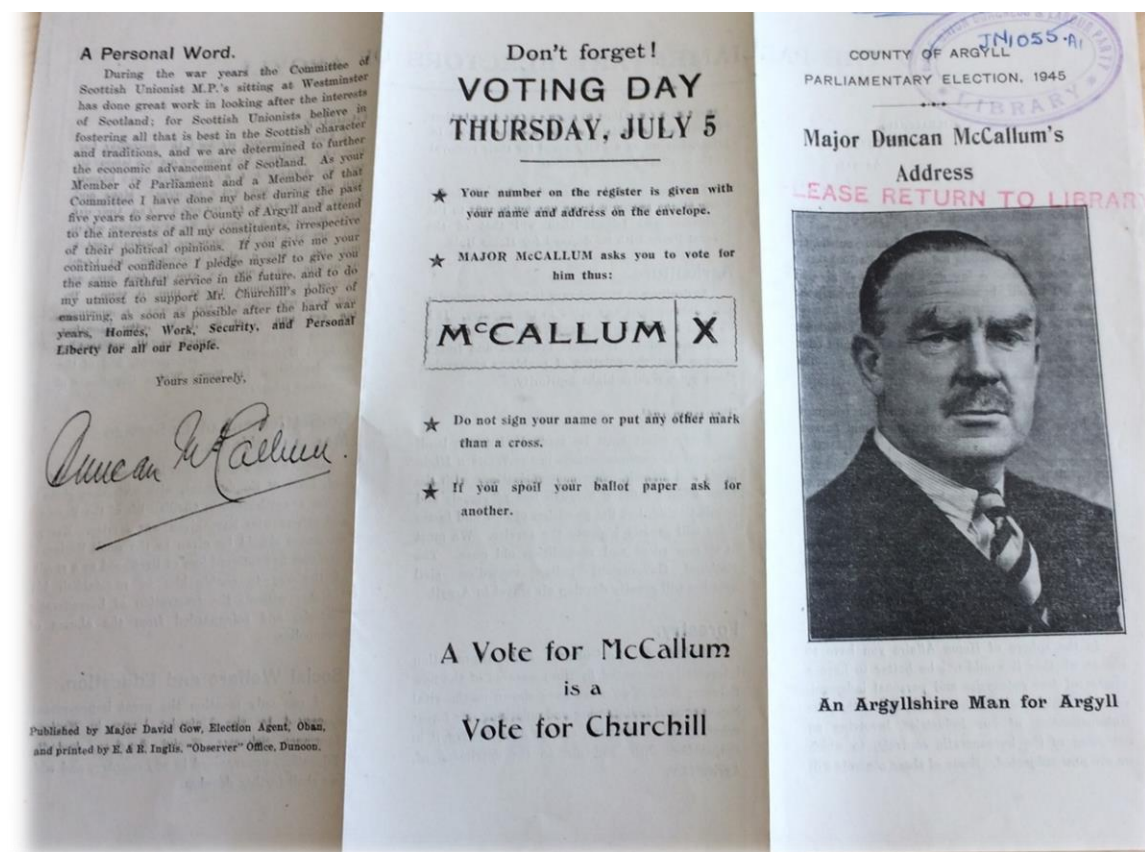 A Personal Word.
During the war years the Committee of
Scottish Unionist M.P.'s sitting at Westminster
has done great work in looking after the interests
of Scotland; for Scottish Unionists believe in
fostering all that is best in the Scottish character
and traditions, and we are determined to further
the economic advancement of Scotland. As your
Member of Parliament and a Member of that
Committee I have done my best during the past
five years to serve the County of Argyll and attend
to the interests of all my constituents, irrespective
of their political opinions. If you give me your
continued confidence I pledge myself to give you
the same faithful service in the future, and to do
my utmost to support Mr. Churchill's policy of
ensuring, as soon as possible after the hard war
years, Homes, Work, Security, and Personal
Liberty for all our People.
Yours sincerely,
Duncan McCallum.
Published by Major David Gow, Election Agent, Oban,
and printed by E. & R. Inglis, "Observer" Office, Dunoon.
Don't forget!
VOTING DAY
THURSDAY, JULY 5
★ Your number on the register is given with
your name and address on the envelope.
★ MAJOR McCALLUM asks you to vote for
him thus:
McCALLUM X
★ Do not sign your name or put any other mark
than a cross.
★ If you spoil your ballot paper ask for
another.
A Vote for McCallum
is a
Vote for Churchill
LABOUR PARTY
LIBRARY
JN1055.A1
COUNTY OF ARGYLL
PARLIAMENTARY ELECTION, 1945
Major Duncan McCallum's
Address
LEASE RETURN TO LIBRARY
An Argyllshire Man for Argyll